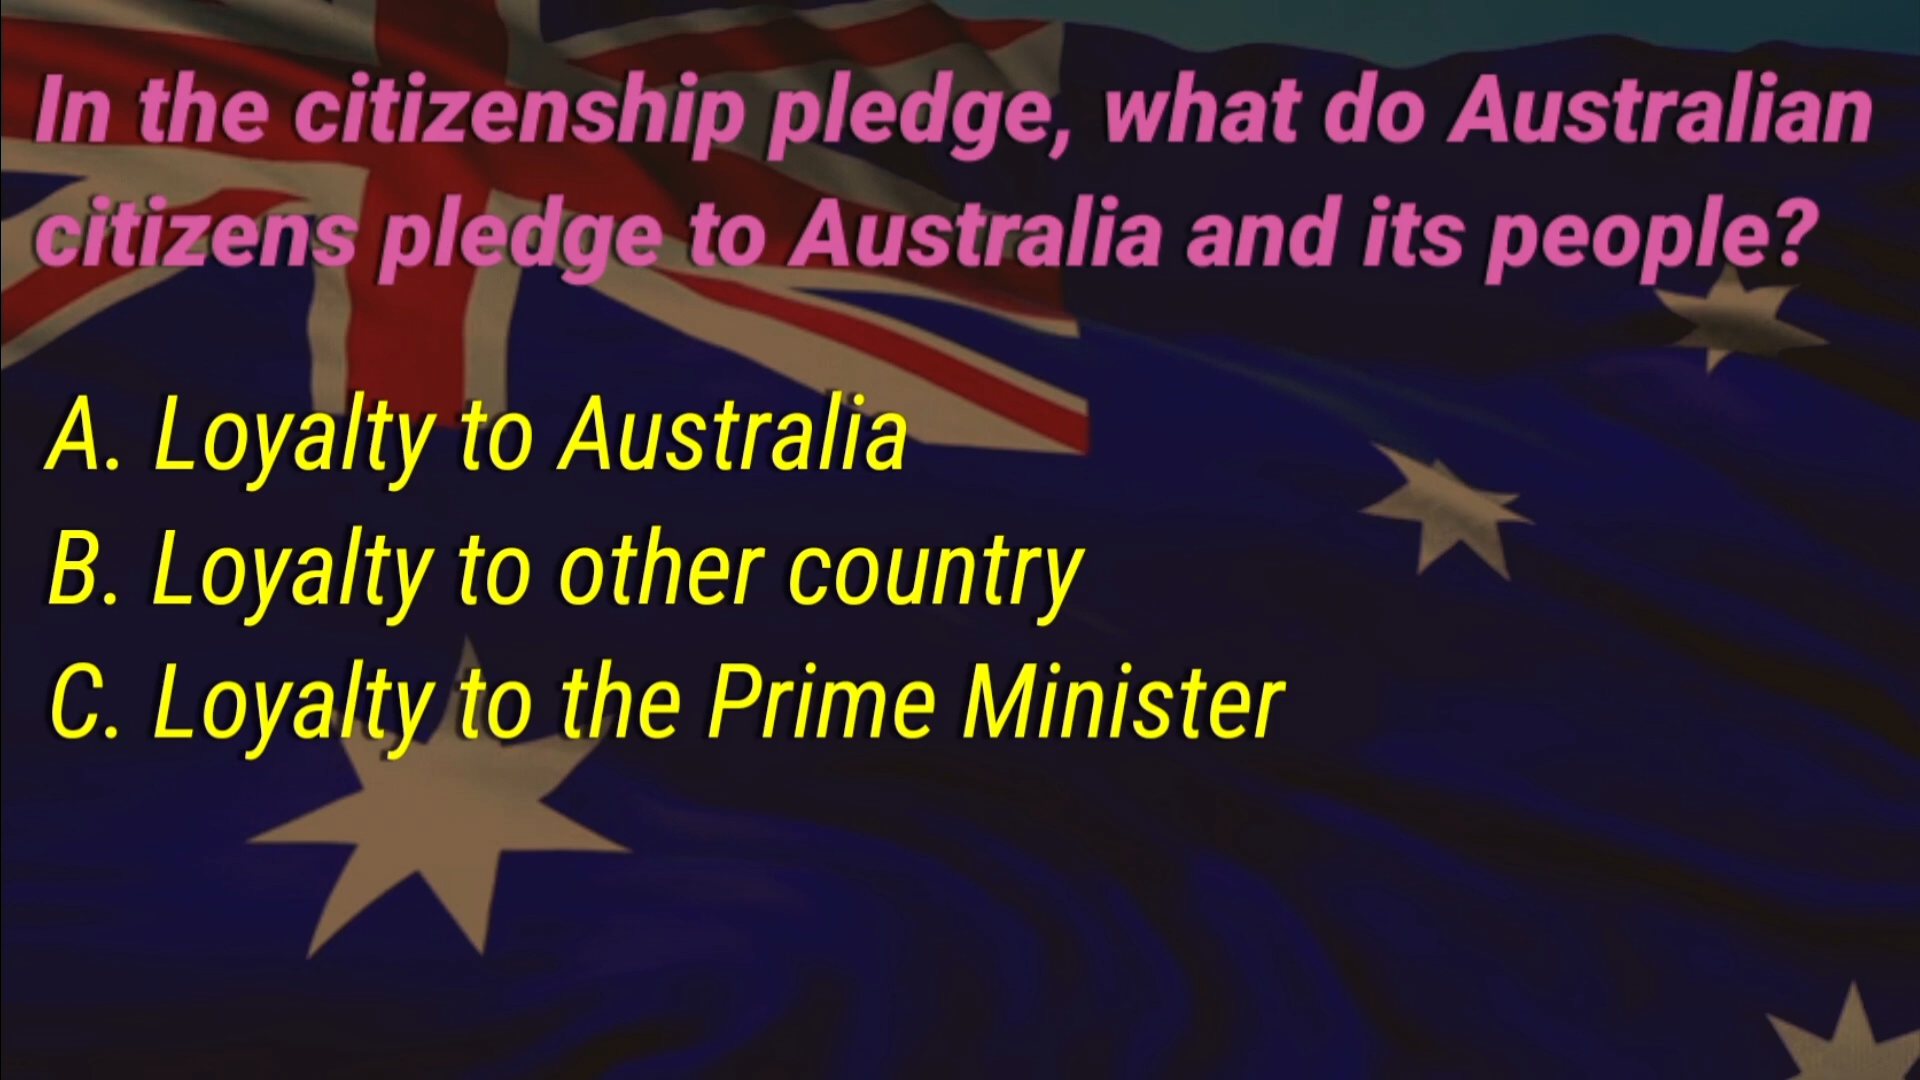 In the citizenship pledge, what do Australian
citizens pledge to Australia and its people?
A. Loyalty to Australia
B. Loyalty to other country
C. Loyalty to the Prime Minister